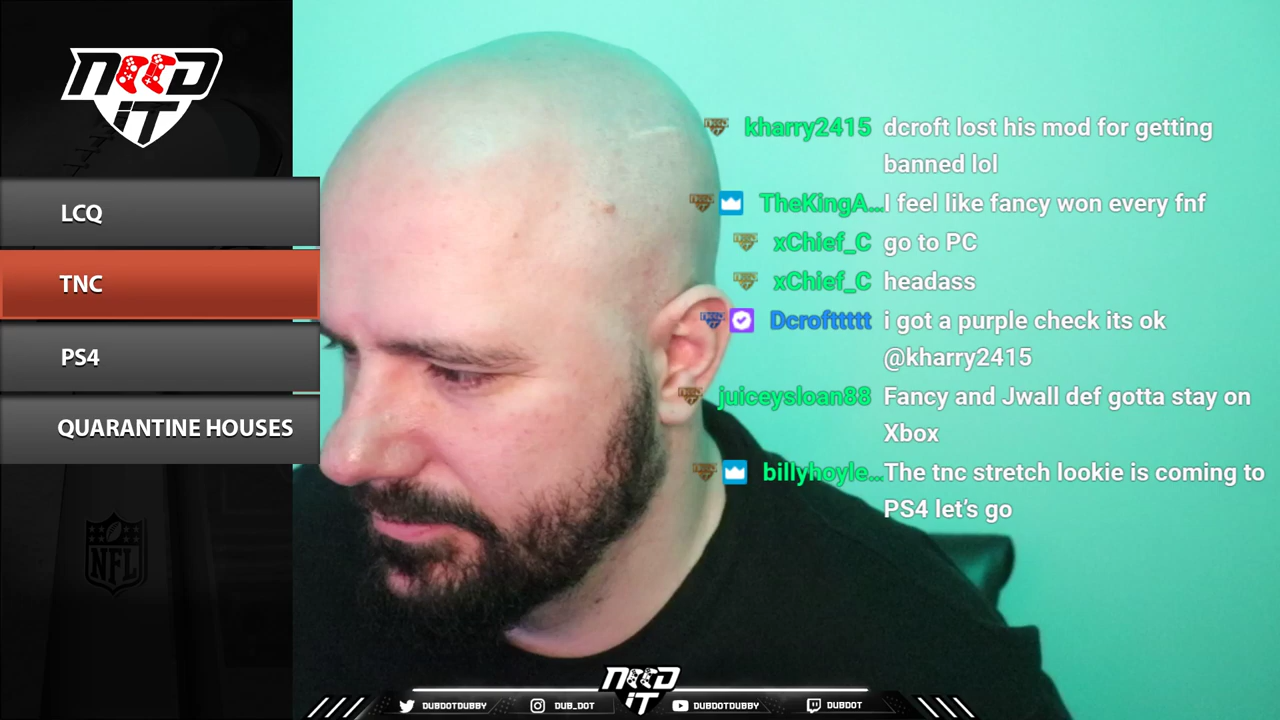 NEED
IT
LCQ
TNC
PS4
QUARANTINE HOUSES
NFL
kharry2415 dcroft lost his mod for getting
banned lol
TheKingA... I feel like fancy won every fnf
xChief_C go to PC
xChief_C headass
Dcrofttttt i got a purple check its ok
@kharry2415
juiceysloan88 Fancy and Jwall def gotta stay on
Xbox
billyhoyle... The tnc stretch lookie is coming to
PS4 let's go
NEED
IT
DUBDOTDUBBY DUB_DOT DUBDOTDUBBY DUBDOT